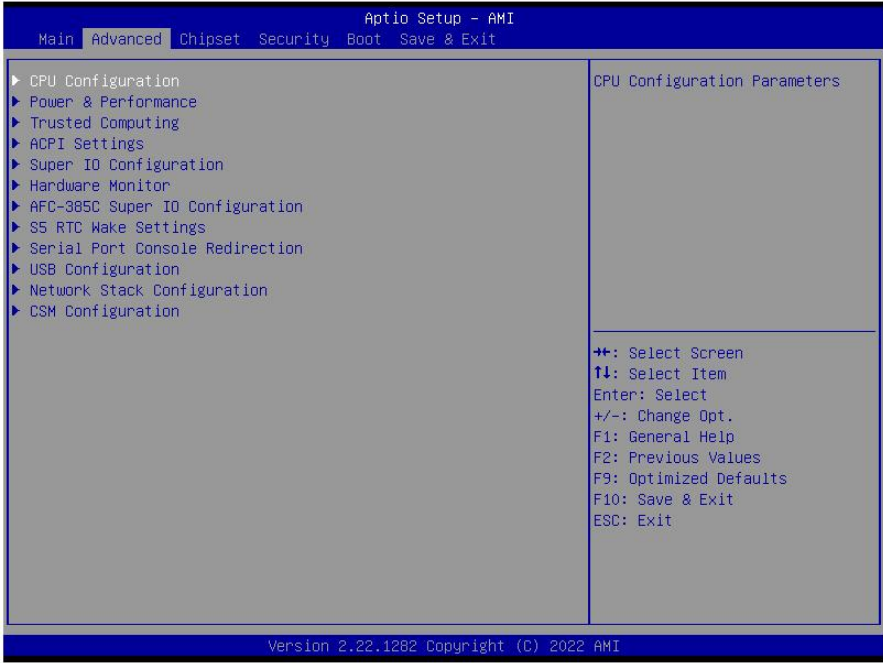 Aptio Setup – AMI
Main Advanced Chipset Security Boot Save & Exit
CPU Configuration
Power & Performance
Trusted Computing
ACPI Settings
Super IO Configuration
Hardware Monitor
AFC-385C Super IO Configuration
S5 RTC Wake Settings
Serial Port Console Redirection
USB Configuration
Network Stack Configuration
CSM Configuration
CPU Configuration Parameters
→←: Select Screen
↑↓: Select Item
Enter: Select
+/-: Change Opt.
F1: General Help
F2: Previous Values
F9: Optimized Defaults
F10: Save & Exit
ESC: Exit
Version 2.22.1282 Copyright (C) 2022 AMI